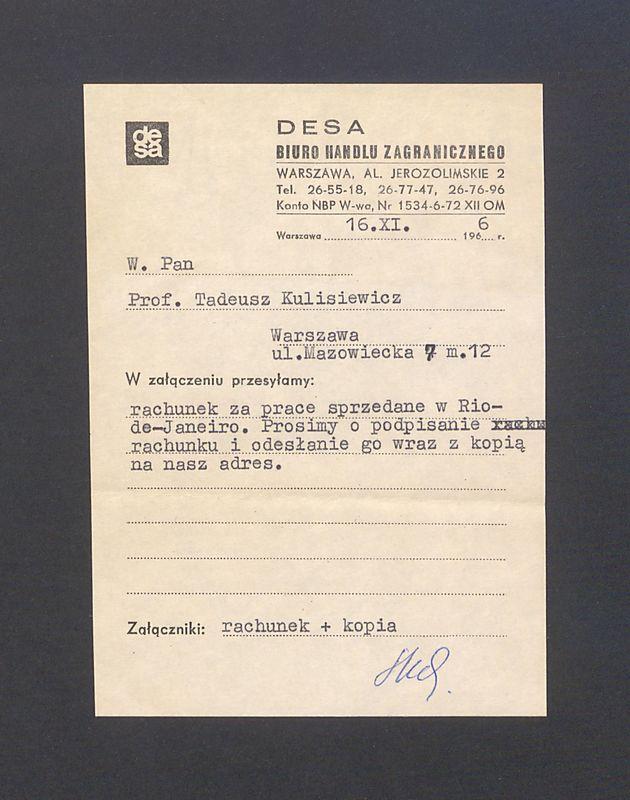 de
sa
DESA
BIURO HANDLU ZAGRANICZNEGO
WARSZAWA, AL. JEROZOLIMSKIE 2
Tel. 26-55-18, 26-77-47, 26-76-96
Konto NBP W-wa, Nr 1534-6-72 XII OM
Warszawa 16.XI. 1966 r.
W. Pan
Prof. Tadeusz Kulisiewicz
Warszawa
ul.Mazowiecka 7 m.12
W załączeniu przesyłamy:
rachunek za prace sprzedane w Rio-
de-Janeiro. Prosimy o podpisanie
rachunku i odesłanie go wraz z kopią
na nasz adres.
Załączniki: rachunek + kopia